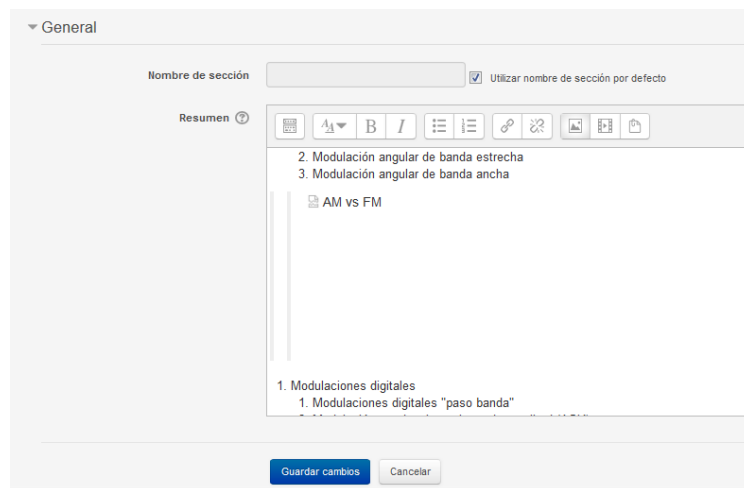 General
Nombre de sección
Utilizar nombre de sección por defecto
Resumen
2. Modulación angular de banda estrecha
3. Modulación angular de banda ancha
AM vs FM
1. Modulaciones digitales
1. Modulaciones digitales "paso banda"
Guardar cambios
Cancelar